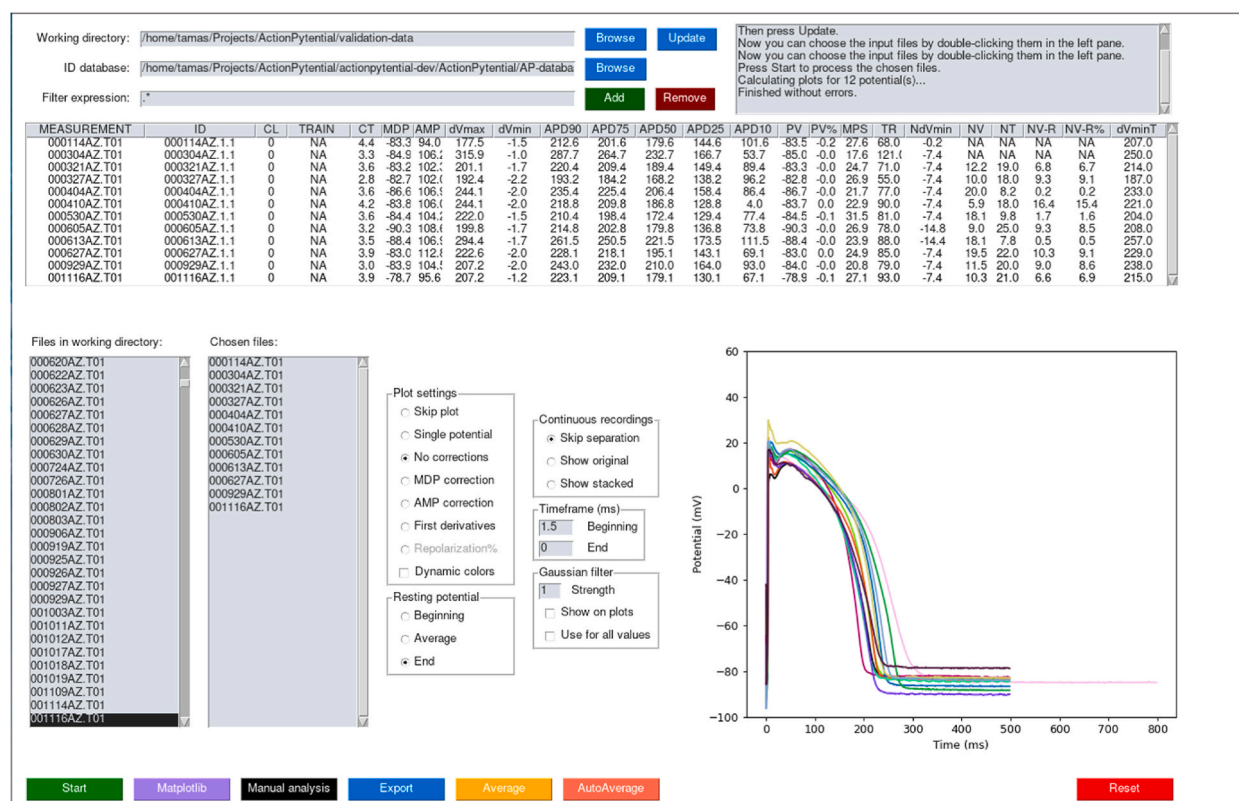 Working directory: /home/tamas/Projects/ActionPytential/validation-data Browse Update
ID database: /home/tamas/Projects/ActionPytential/actionpytential-dev/ActionPytential/AP-databa Browse
Filter expression: .* Add Remove
Then press Update.
Now you can choose the input files by double-clicking them in the left pane.
Now you can choose the input files by double-clicking them in the left pane.
Press Start to process the chosen files.
Calculating plots for 12 potential(s)...
Finished without errors.
MEASUREMENT ID CL TRAIN CT MDP AMP dVmax dVmin APD90 APD75 APD50 APD25 APD10 PV PV% MPS TR NdVmin NV NT NV-R NV-R% dVminT
000114AZ.T01 000114AZ.1.1 0 NA 4.4 -83.3 94.0 177.5 -1.5 212.6 201.6 179.6 144.6 101.6 -83.5 -0.2 27.6 68.0 -0.2 NA NA NA NA 207.0
000304AZ.T01 000304AZ.1.1 0 NA 3.3 -84.9 106.2 315.9 -1.0 287.7 264.7 232.7 166.7 53.7 -85.0 -0.0 17.6 121.0 -7.4 NA NA NA NA 250.0
000321AZ.T01 000321AZ.1.1 0 NA 3.6 -83.2 102.3 201.1 -1.7 220.4 209.4 189.4 149.4 89.4 -83.3 -0.0 24.7 71.0 -7.4 12.2 19.0 6.8 6.7 214.0
000327AZ.T01 000327AZ.1.1 0 NA 2.8 -82.7 102.0 192.4 -2.2 193.2 184.2 168.2 138.2 96.2 -82.8 -0.0 26.9 55.0 -7.4 10.0 18.0 9.3 9.1 187.0
000404AZ.T01 000404AZ.1.1 0 NA 3.6 -86.6 106.9 244.1 -2.0 235.4 225.4 206.4 158.4 86.4 -86.7 -0.0 21.7 77.0 -7.4 20.0 8.2 0.2 0.2 233.0
000410AZ.T01 000410AZ.1.1 0 NA 4.2 -83.8 106.0 244.1 -2.0 218.8 209.8 186.8 128.8 4.0 -83.7 0.0 22.9 90.0 -7.4 5.9 18.0 16.4 15.4 221.0
000530AZ.T01 000530AZ.1.1 0 NA 3.6 -84.4 104.2 222.0 -1.5 210.4 198.4 172.4 129.4 77.4 -84.5 -0.1 31.5 81.0 -7.4 18.1 9.8 1.7 1.6 204.0
000605AZ.T01 000605AZ.1.1 0 NA 3.2 -90.3 108.6 199.8 -1.7 214.8 202.8 179.8 136.8 73.8 -90.3 -0.0 26.9 78.0 -14.8 9.0 25.0 9.3 8.5 208.0
000613AZ.T01 000613AZ.1.1 0 NA 3.5 -88.4 106.9 294.4 -1.7 261.5 250.5 221.5 173.5 111.5 -88.4 -0.0 23.9 88.0 -14.4 18.1 7.8 0.5 0.5 257.0
000627AZ.T01 000627AZ.1.1 0 NA 3.9 -83.0 112.8 222.6 -2.0 228.1 218.1 195.1 143.1 69.1 -83.0 0.0 24.9 85.0 -7.4 19.5 22.0 10.3 9.1 229.0
000929AZ.T01 000929AZ.1.1 0 NA 3.0 -83.9 104.5 207.2 -2.0 243.0 232.0 210.0 164.0 93.0 -84.0 -0.0 20.8 79.0 -7.4 11.5 20.0 9.0 8.6 238.0
001116AZ.T01 001116AZ.1.1 0 NA 3.9 -78.7 95.6 207.2 -1.2 223.1 209.1 179.1 130.1 67.1 -78.9 -0.1 27.1 93.0 -7.4 10.3 21.0 6.6 6.9 215.0
Files in working directory:
000620AZ.T01
000622AZ.T01
000623AZ.T01
000626AZ.T01
000627AZ.T01
000628AZ.T01
000629AZ.T01
000630AZ.T01
000724AZ.T01
000726AZ.T01
000801AZ.T01
000802AZ.T01
000803AZ.T01
000906AZ.T01
000919AZ.T01
000925AZ.T01
000926AZ.T01
000927AZ.T01
000929AZ.T01
001003AZ.T01
001011AZ.T01
001012AZ.T01
001017AZ.T01
001018AZ.T01
001019AZ.T01
001109AZ.T01
001114AZ.T01
001116AZ.T01
Chosen files:
000114AZ.T01
000304AZ.T01
000321AZ.T01
000327AZ.T01
000404AZ.T01
000410AZ.T01
000530AZ.T01
000605AZ.T01
000613AZ.T01
000627AZ.T01
000929AZ.T01
001116AZ.T01
Plot settings
Skip plot
Single potential
No corrections
MDP correction
AMP correction
First derivatives
Repolarization%
Dynamic colors
Resting potential
Beginning
Average
End
Continuous recordings
Skip separation
Show original
Show stacked
Timeframe (ms)
1.5 Beginning
0 End
Gaussian filter
1 Strength
Show on plots
Use for all values
60
40
20
0
−20
−40
−60
−80
−100
Potential (mV)
0 100 200 300 400 500 600 700 800
Time (ms)
Start Matplotlib Manual analysis Export Average AutoAverage Reset